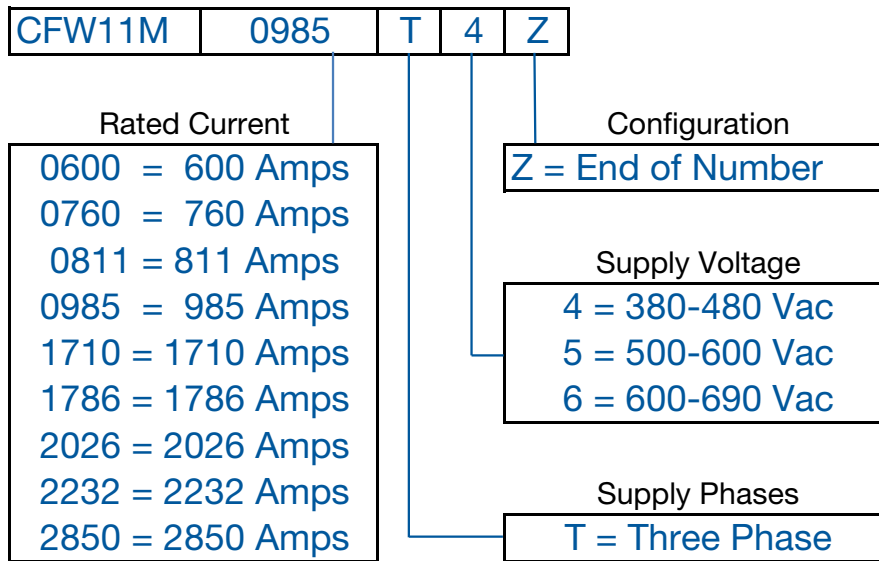 CFW11M 0985 T 4 Z
Rated Current
0600 = 600 Amps
0760 = 760 Amps
0811 = 811 Amps
0985 = 985 Amps
1710 = 1710 Amps
1786 = 1786 Amps
2026 = 2026 Amps
2232 = 2232 Amps
2850 = 2850 Amps
Configuration
Z = End of Number
Supply Voltage
4 = 380-480 Vac
5 = 500-600 Vac
6 = 600-690 Vac
Supply Phases
T = Three Phase